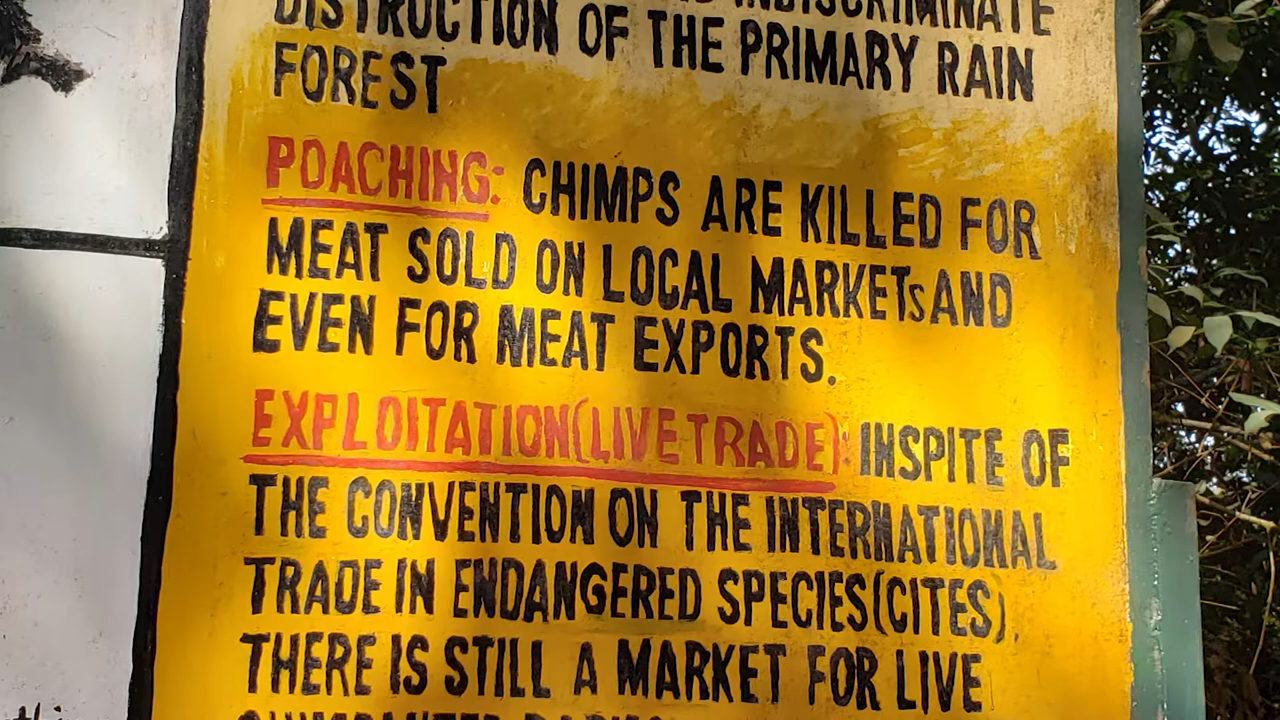 INDISCRIMINATE
DISTRUCTION OF THE PRIMARY RAIN
FOREST
POACHING: CHIMPS ARE KILLED FOR
MEAT SOLD ON LOCAL MARKETs AND
EVEN FOR MEAT EXPORTS.
EXPLOITATION(LIVE TRADE): INSPITE OF
THE CONVENTION ON THE INTERNATIONAL
TRADE IN ENDANGERED SPECIES(CITES),
THERE IS STILL A MARKET FOR LIVE